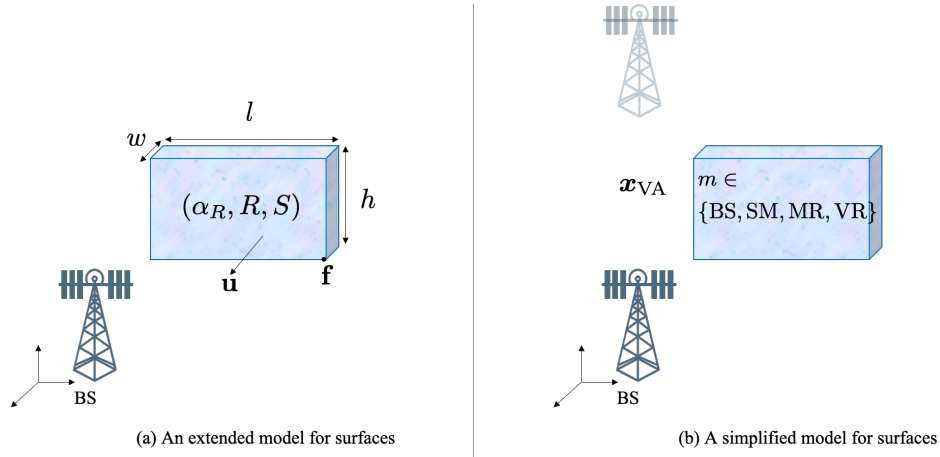 l
w
(α_R, R, S)
h
u
f
BS
(a) An extended model for surfaces
x_VA
m ∈
{BS, SM, MR, VR}
BS
(b) A simplified model for surfaces